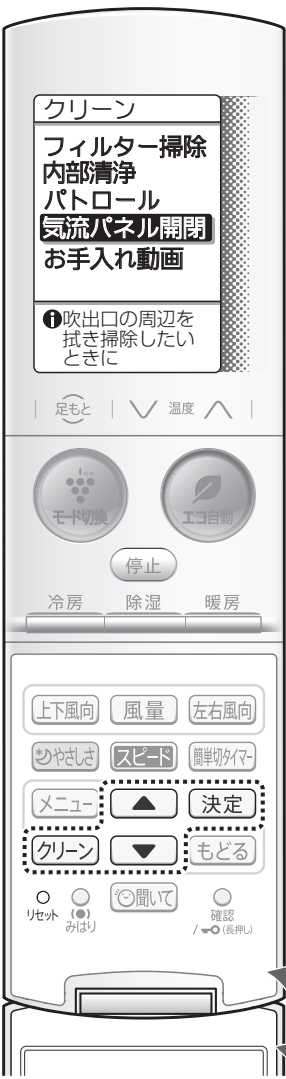 クリーン
フィルター掃除
内部清浄
パトロール
気流パネル開閉
お手入れ動画
i吹出口の周辺を
拭き掃除したい
ときに
足もと 温度
ion
モード切換 エコ自動
停止
冷房 除湿 暖房
上下風向 風量 左右風向
やさしさ スピード 簡単切タイマー
メニュー ▲ 決定
クリーン ▼ もどる
聞いて
リセット みはり 確認
/ (長押し)